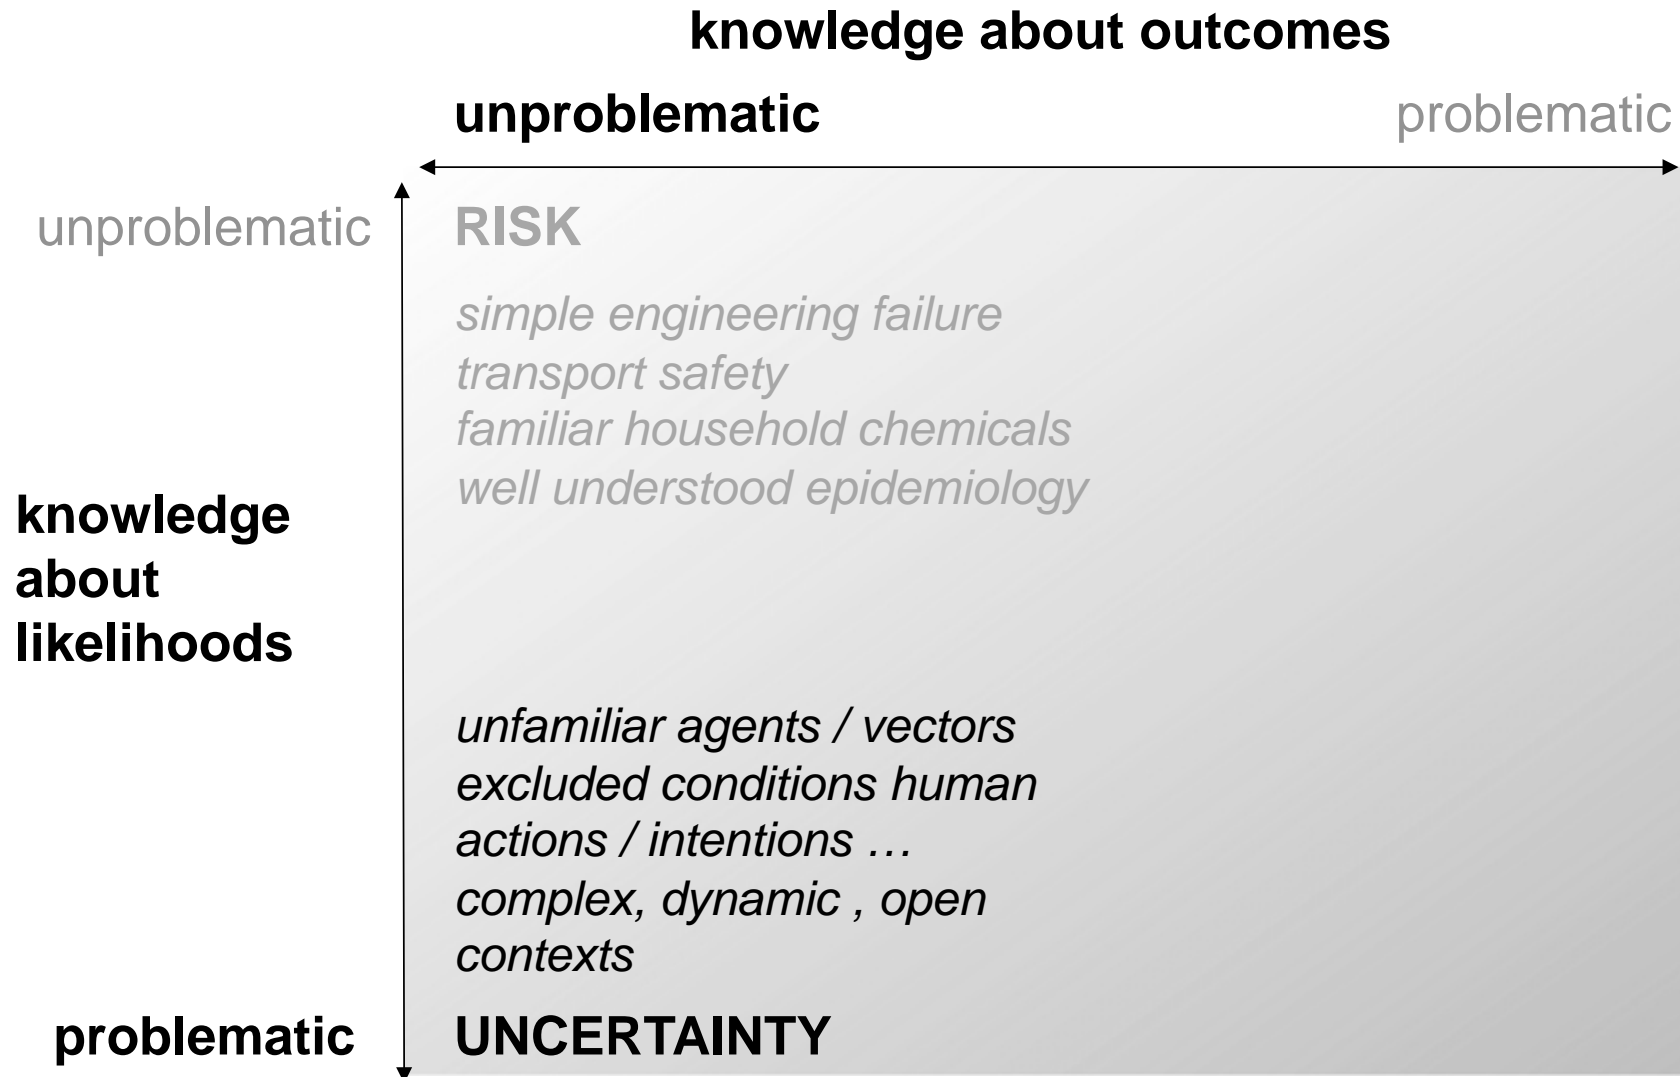 knowledge about outcomes
unproblematic problematic
unproblematic RISK
simple engineering failure
transport safety
familiar household chemicals
well understood epidemiology
knowledge
about
likelihoods
unfamiliar agents / vectors
excluded conditions human
actions / intentions …
complex, dynamic , open
contexts
problematic UNCERTAINTY